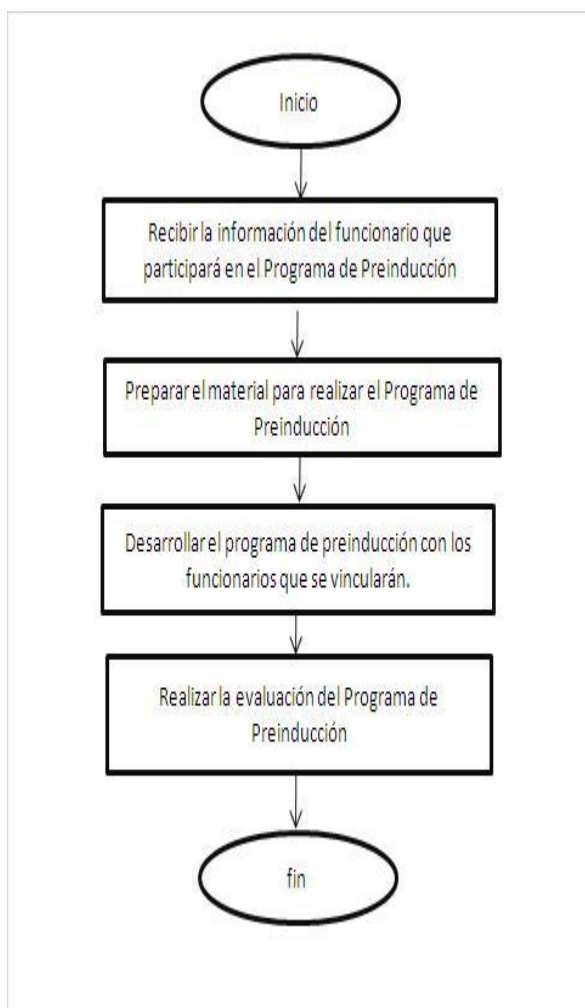 Inicio
Recibir la información del funcionario que
participará en el Programa de Preinducción
Preparar el material para realizar el Programa de
Preinducción
Desarrollar el programa de preinducción con los
funcionarios que se vincularán.
Realizar la evaluación del Programa de
Preinducción
fin